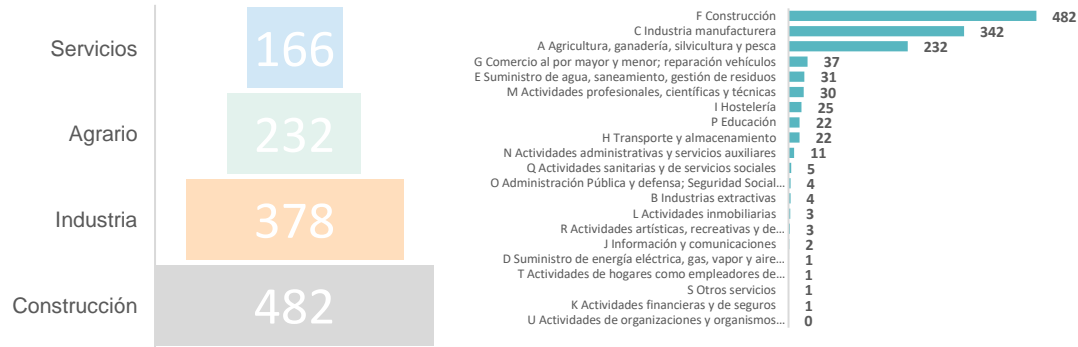 Servicios
166
Agrario
232
Industria
378
Construcción
482
F Construcción 482
C Industria manufacturera 342
A Agricultura, ganadería, silvicultura y pesca 232
G Comercio al por mayor y menor; reparación vehículos 37
E Suministro de agua, saneamiento, gestión de residuos 31
M Actividades profesionales, científicas y técnicas 30
I Hostelería 25
P Educación 22
H Transporte y almacenamiento 22
N Actividades administrativas y servicios auxiliares 11
Q Actividades sanitarias y de servicios sociales 5
O Administración Pública y defensa; Seguridad Social… 4
B Industrias extractivas 4
L Actividades inmobiliarias 3
R Actividades artísticas, recreativas y de… 3
J Información y comunicaciones 2
D Suministro de energía eléctrica, gas, vapor y aire… 1
T Actividades de hogares como empleadores de… 1
S Otros servicios 1
K Actividades financieras y de seguros 1
U Actividades de organizaciones y organismos… 0